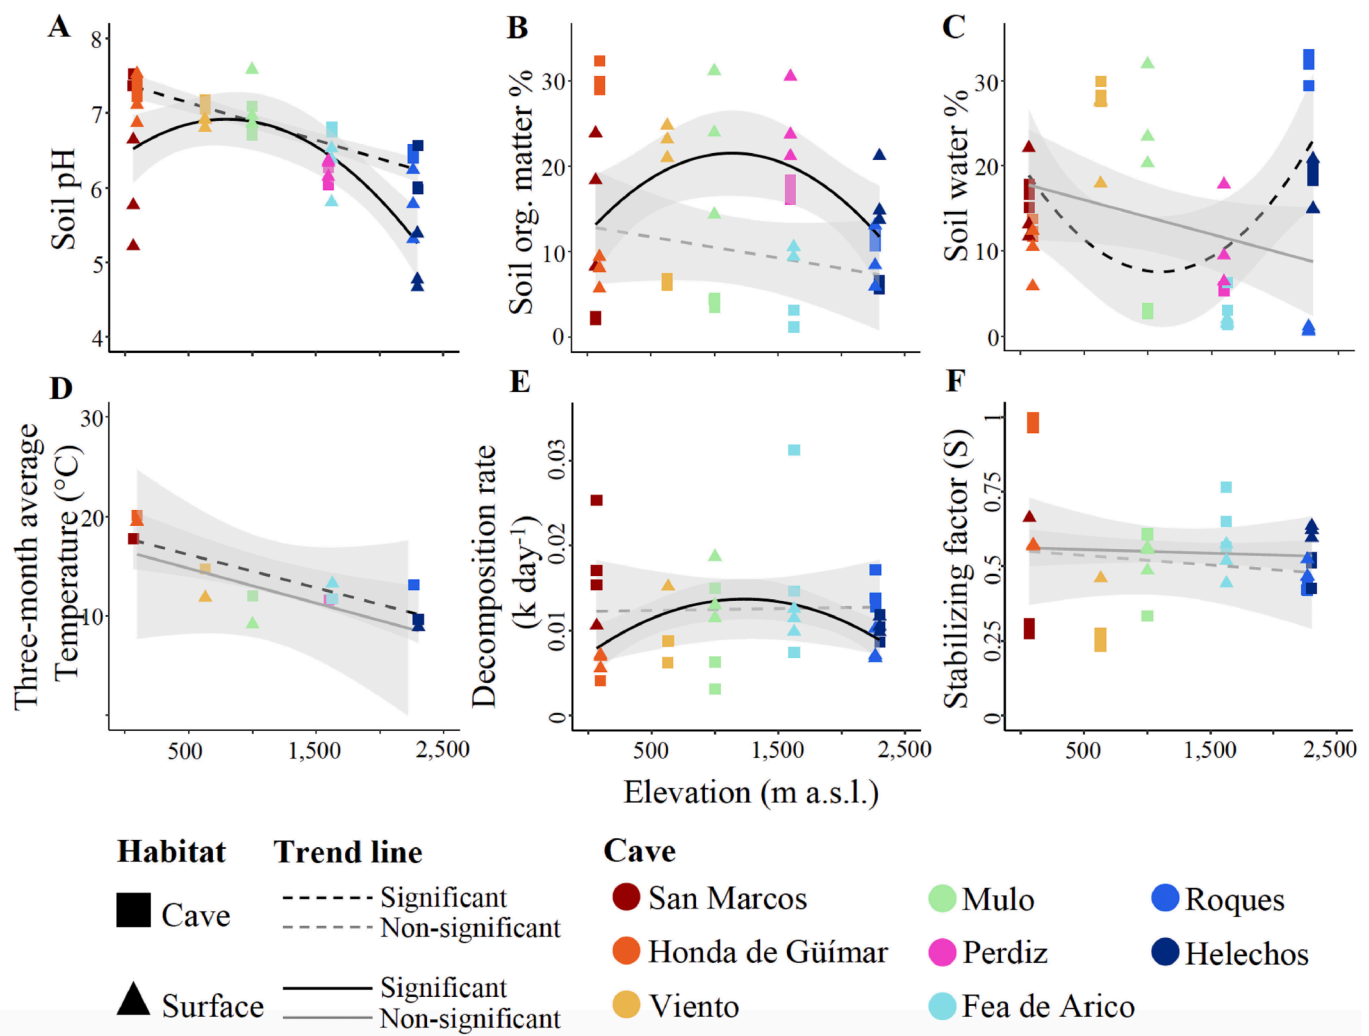 A
Soil pH
8
7
6
5
4
B
Soil org. matter %
30
20
10
0
C
Soil water %
30
20
10
0
D
Three-month average
Temperature (°C)
30
20
10
500
1,500
2,500
E
Decomposition rate
(k day⁻¹)
0.03
0.02
0.01
0
500
1,500
2,500
F
Stabilizing factor (S)
1
0.75
0.5
0.25
0
500
1,500
2,500
Elevation (m a.s.l.)
Habitat
Cave
Surface
Trend line
Significant
Non-significant
Significant
Non-significant
Cave
San Marcos
Honda de Güímar
Viento
Mulo
Perdiz
Fea de Arico
Roques
Helechos